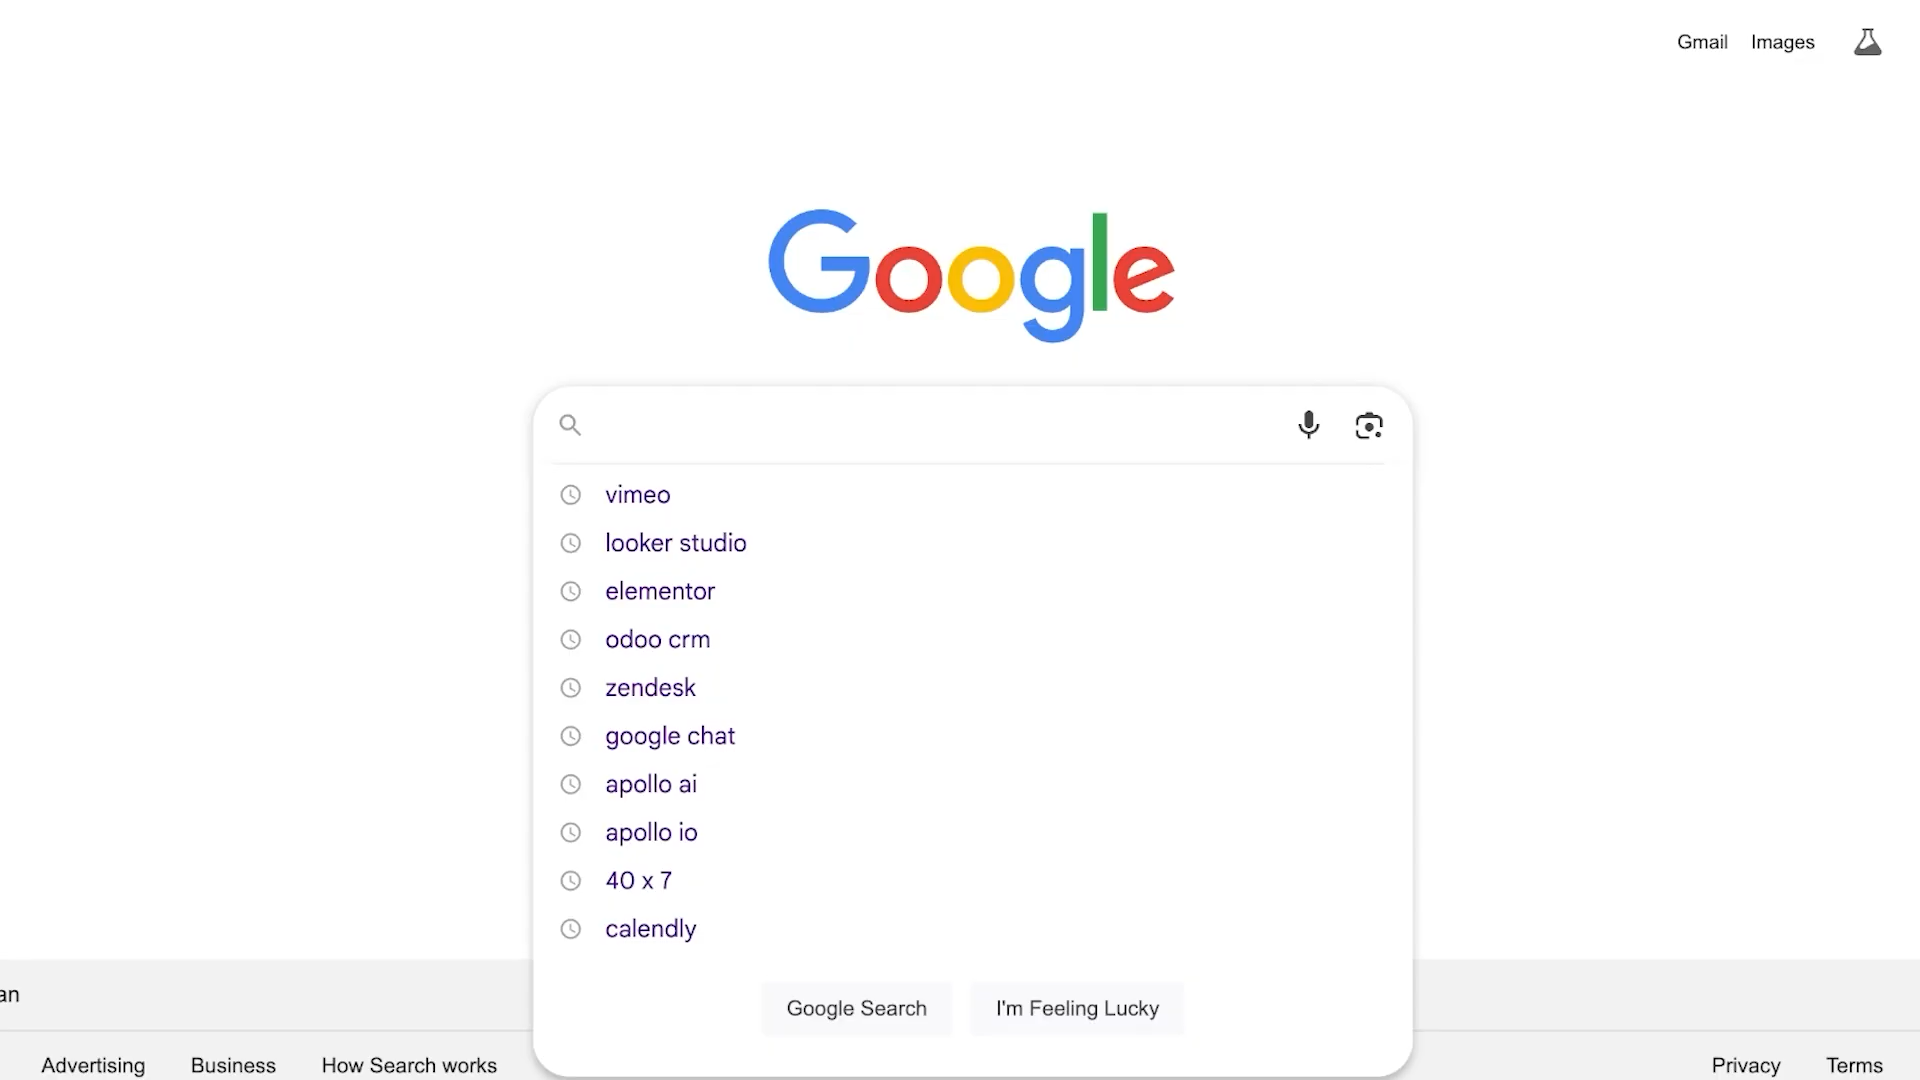 Gmail Images
Google
vimeo
looker studio
elementor
odoo crm
zendesk
google chat
apollo ai
apollo io
40 x 7
calendly
an
Google Search I'm Feeling Lucky
Advertising Business How Search works Privacy Terms